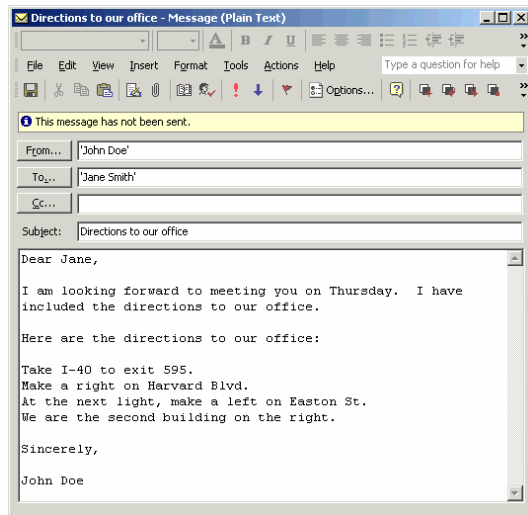 Directions to our office - Message (Plain Text)
A B I U
File Edit View Insert Format Tools Actions Help Type a question for help
Options...
This message has not been sent.
From... 'John Doe'
To... 'Jane Smith'
Cc...
Subject: Directions to our office
Dear Jane,
I am looking forward to meeting you on Thursday. I have
included the directions to our office.
Here are the directions to our office:
Take I-40 to exit 595.
Make a right on Harvard Blvd.
At the next light, make a left on Easton St.
We are the second building on the right.
Sincerely,
John Doe